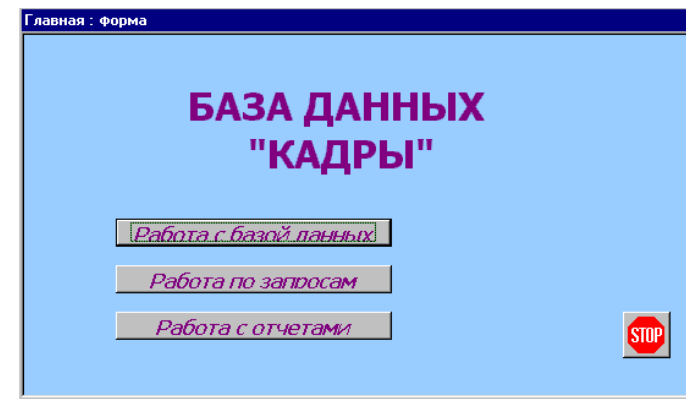 Главная : форма
БАЗА ДАННЫХ
"КАДРЫ"
Работа с базой данных
Работа по запросам
Работа с отчетами
STOP